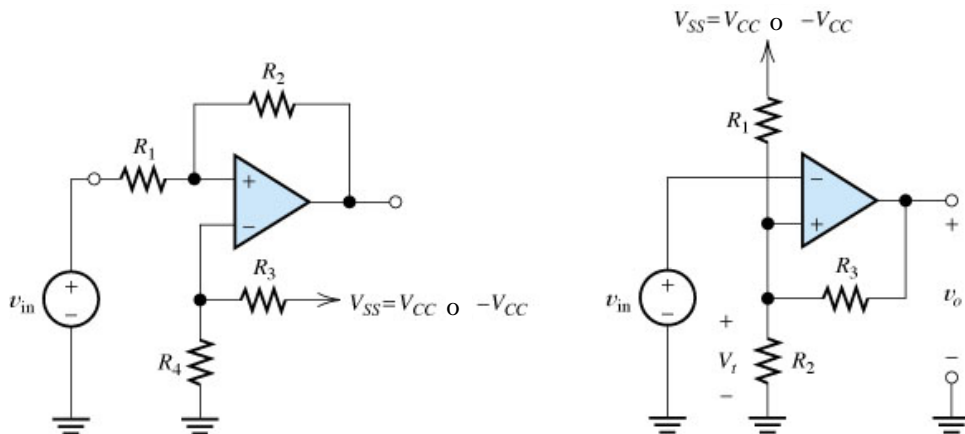 V_SS=V_CC o -V_CC
R_2
R_1
+
−
R_3
V_SS=V_CC o -V_CC
R_4
v_in
+
−
R_1
−
+
R_3
+
v_o
−
v_in
+
−
+
V_t
−
R_2